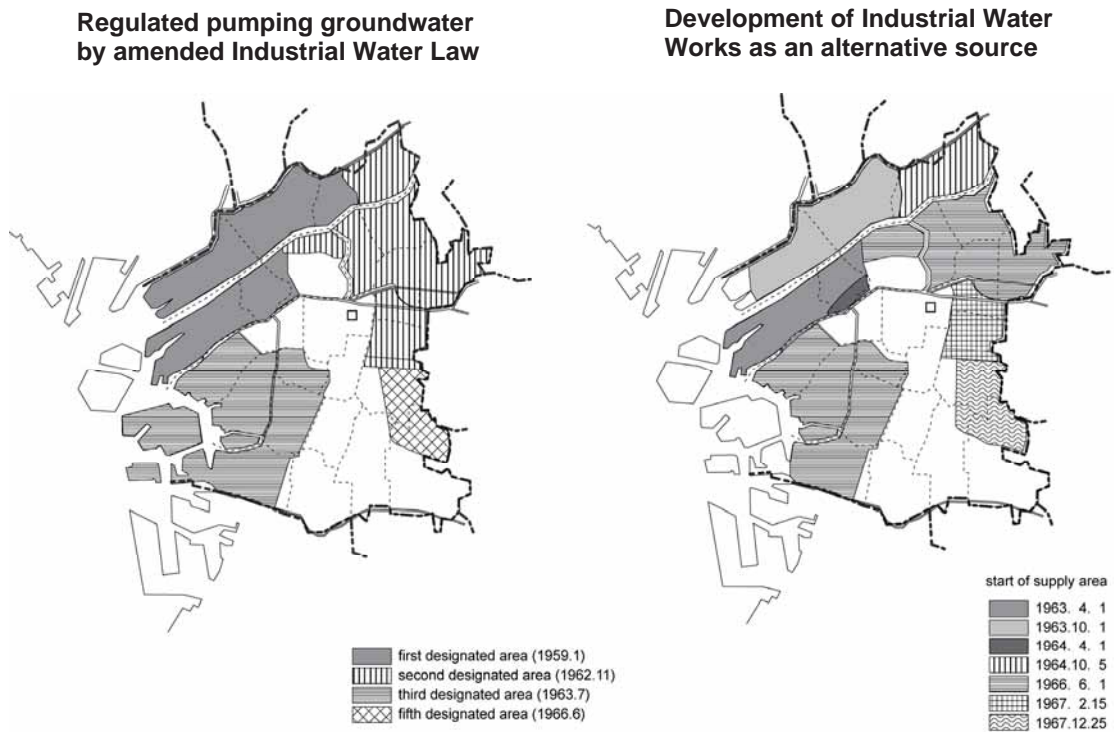 Regulated pumping groundwater
by amended Industrial Water Law
Development of Industrial Water
Works as an alternative source
first designated area (1959.1)
second designated area (1962.11)
third designated area (1963.7)
fifth designated area (1966.6)
start of supply area
1963. 4. 1
1963.10. 1
1964. 4. 1
1964.10. 5
1966. 6. 1
1967. 2.15
1967.12.25